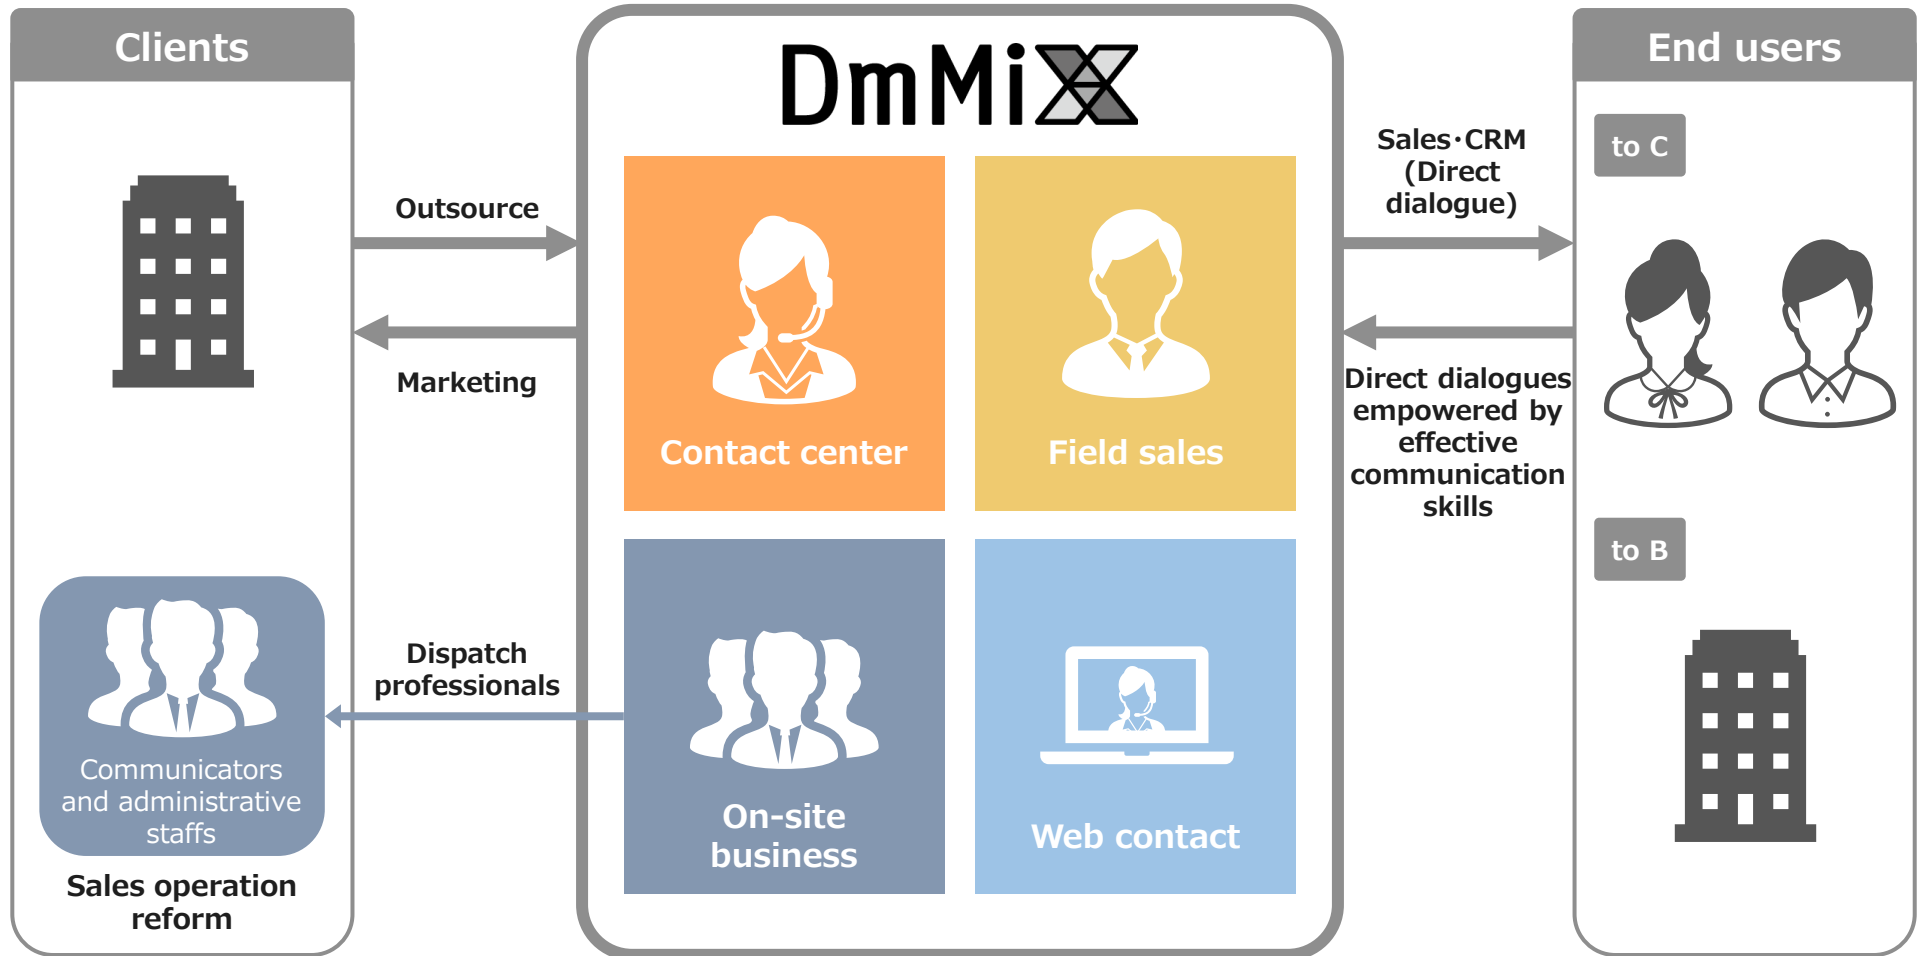 Clients
Outsource
Marketing
Dispatch
professionals
Communicators
and administrative
staffs
Sales operation
reform
DmMiX
Contact center
Field sales
On-site
business
Web contact
Sales・CRM
(Direct
dialogue)
Direct dialogues
empowered by
effective
communication
skills
End users
to C
to B